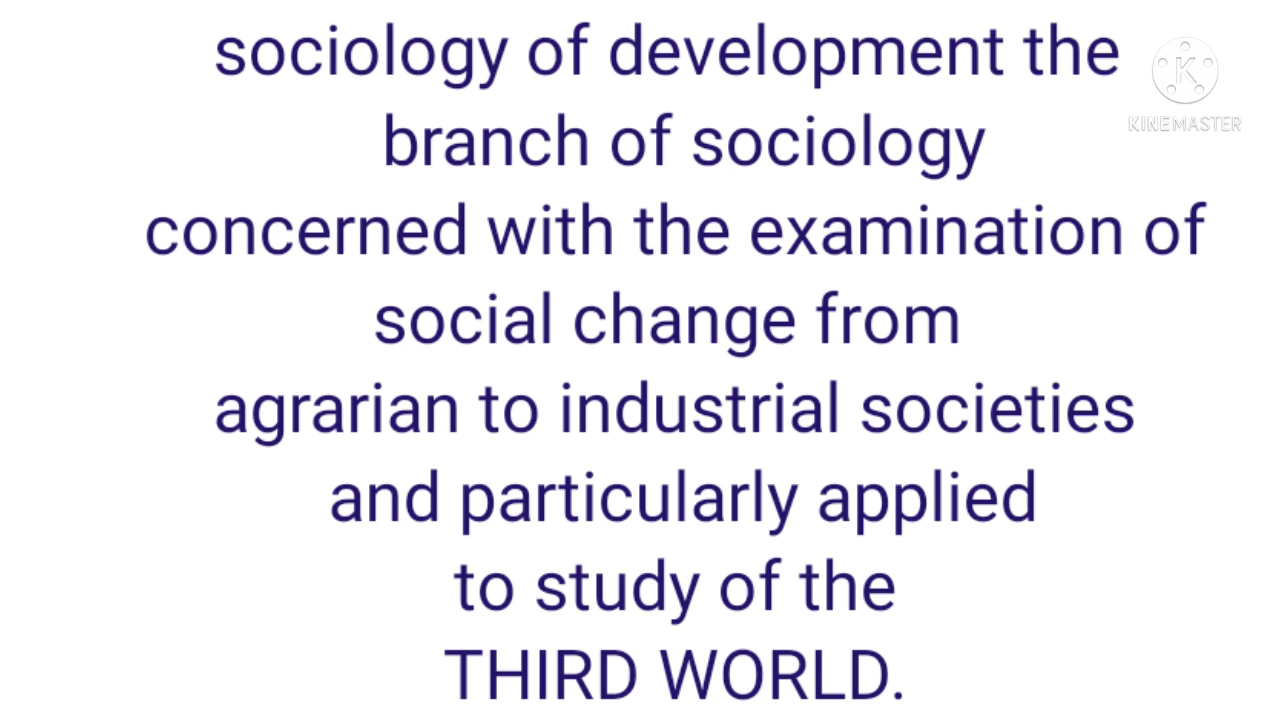 sociology of development the
branch of sociology
concerned with the examination of
social change from
agrarian to industrial societies
and particularly applied
to study of the
THIRD WORLD.
K
KINEMASTER